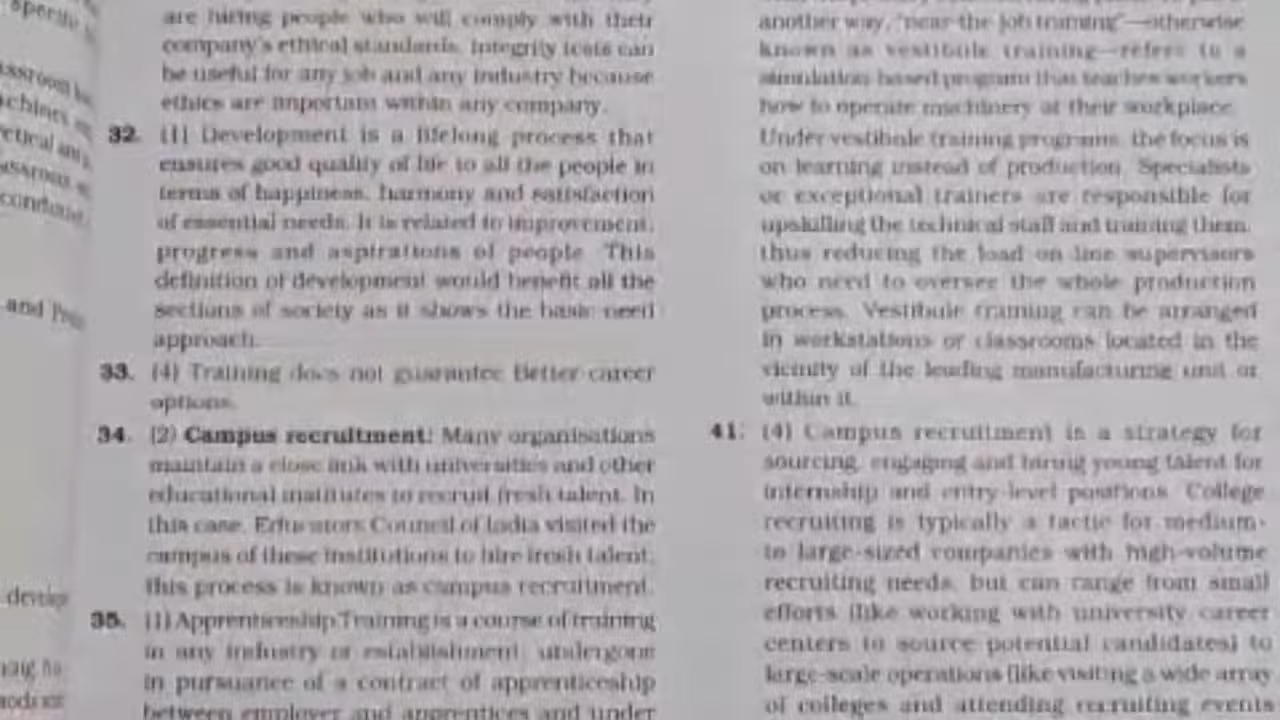 are hiring people who will comply with their
company's ethical standards. Integrity tests can
be useful for any job and any industry because
ethics are important within any company.
32. (1) Development is a lifelong process that
ensures good quality of life to all the people in
terms of happiness, harmony and satisfaction
of essential needs. It is related to improvement,
progress and aspirations of people. This
definition of development would benefit all the
sections of society as it shows the basic need
approach.
33. (4) Training does not guarantee Better career
options.
34. (2) Campus recruitment: Many organisations
maintain a close link with universities and other
educational institutes to recruit fresh talent. In
this case, Educators Council of India visited the
campus of these institutions to hire fresh talent,
this process is known as campus recruitment.
35. (1) Apprenticeship Training is a course of training
in any industry or establishment, undergone
in pursuance of a contract of apprenticeship
between employer and apprentices and under
another way, "near-the-job training"—otherwise
known as vestibule training—refers to a
simulation based program that teaches workers
how to operate machinery at their workplace.
Under vestibule training programs, the focus is
on learning instead of production. Specialists
or exceptional trainers are responsible for
upskilling the technical staff and training them,
thus reducing the load on line supervisors
who need to oversee the whole production
process. Vestibule training can be arranged
in workstations or classrooms located in the
vicinity of the leading manufacturing unit or
within it.
41. (4) Campus recruitment is a strategy for
sourcing, engaging and hiring young talent for
internship and entry-level positions. College
recruiting is typically a tactic for medium-
to large-sized companies with high-volume
recruiting needs, but can range from small
efforts (like working with university career
centers to source potential candidates) to
large-scale operations (like visiting a wide array
of colleges and attending recruiting events